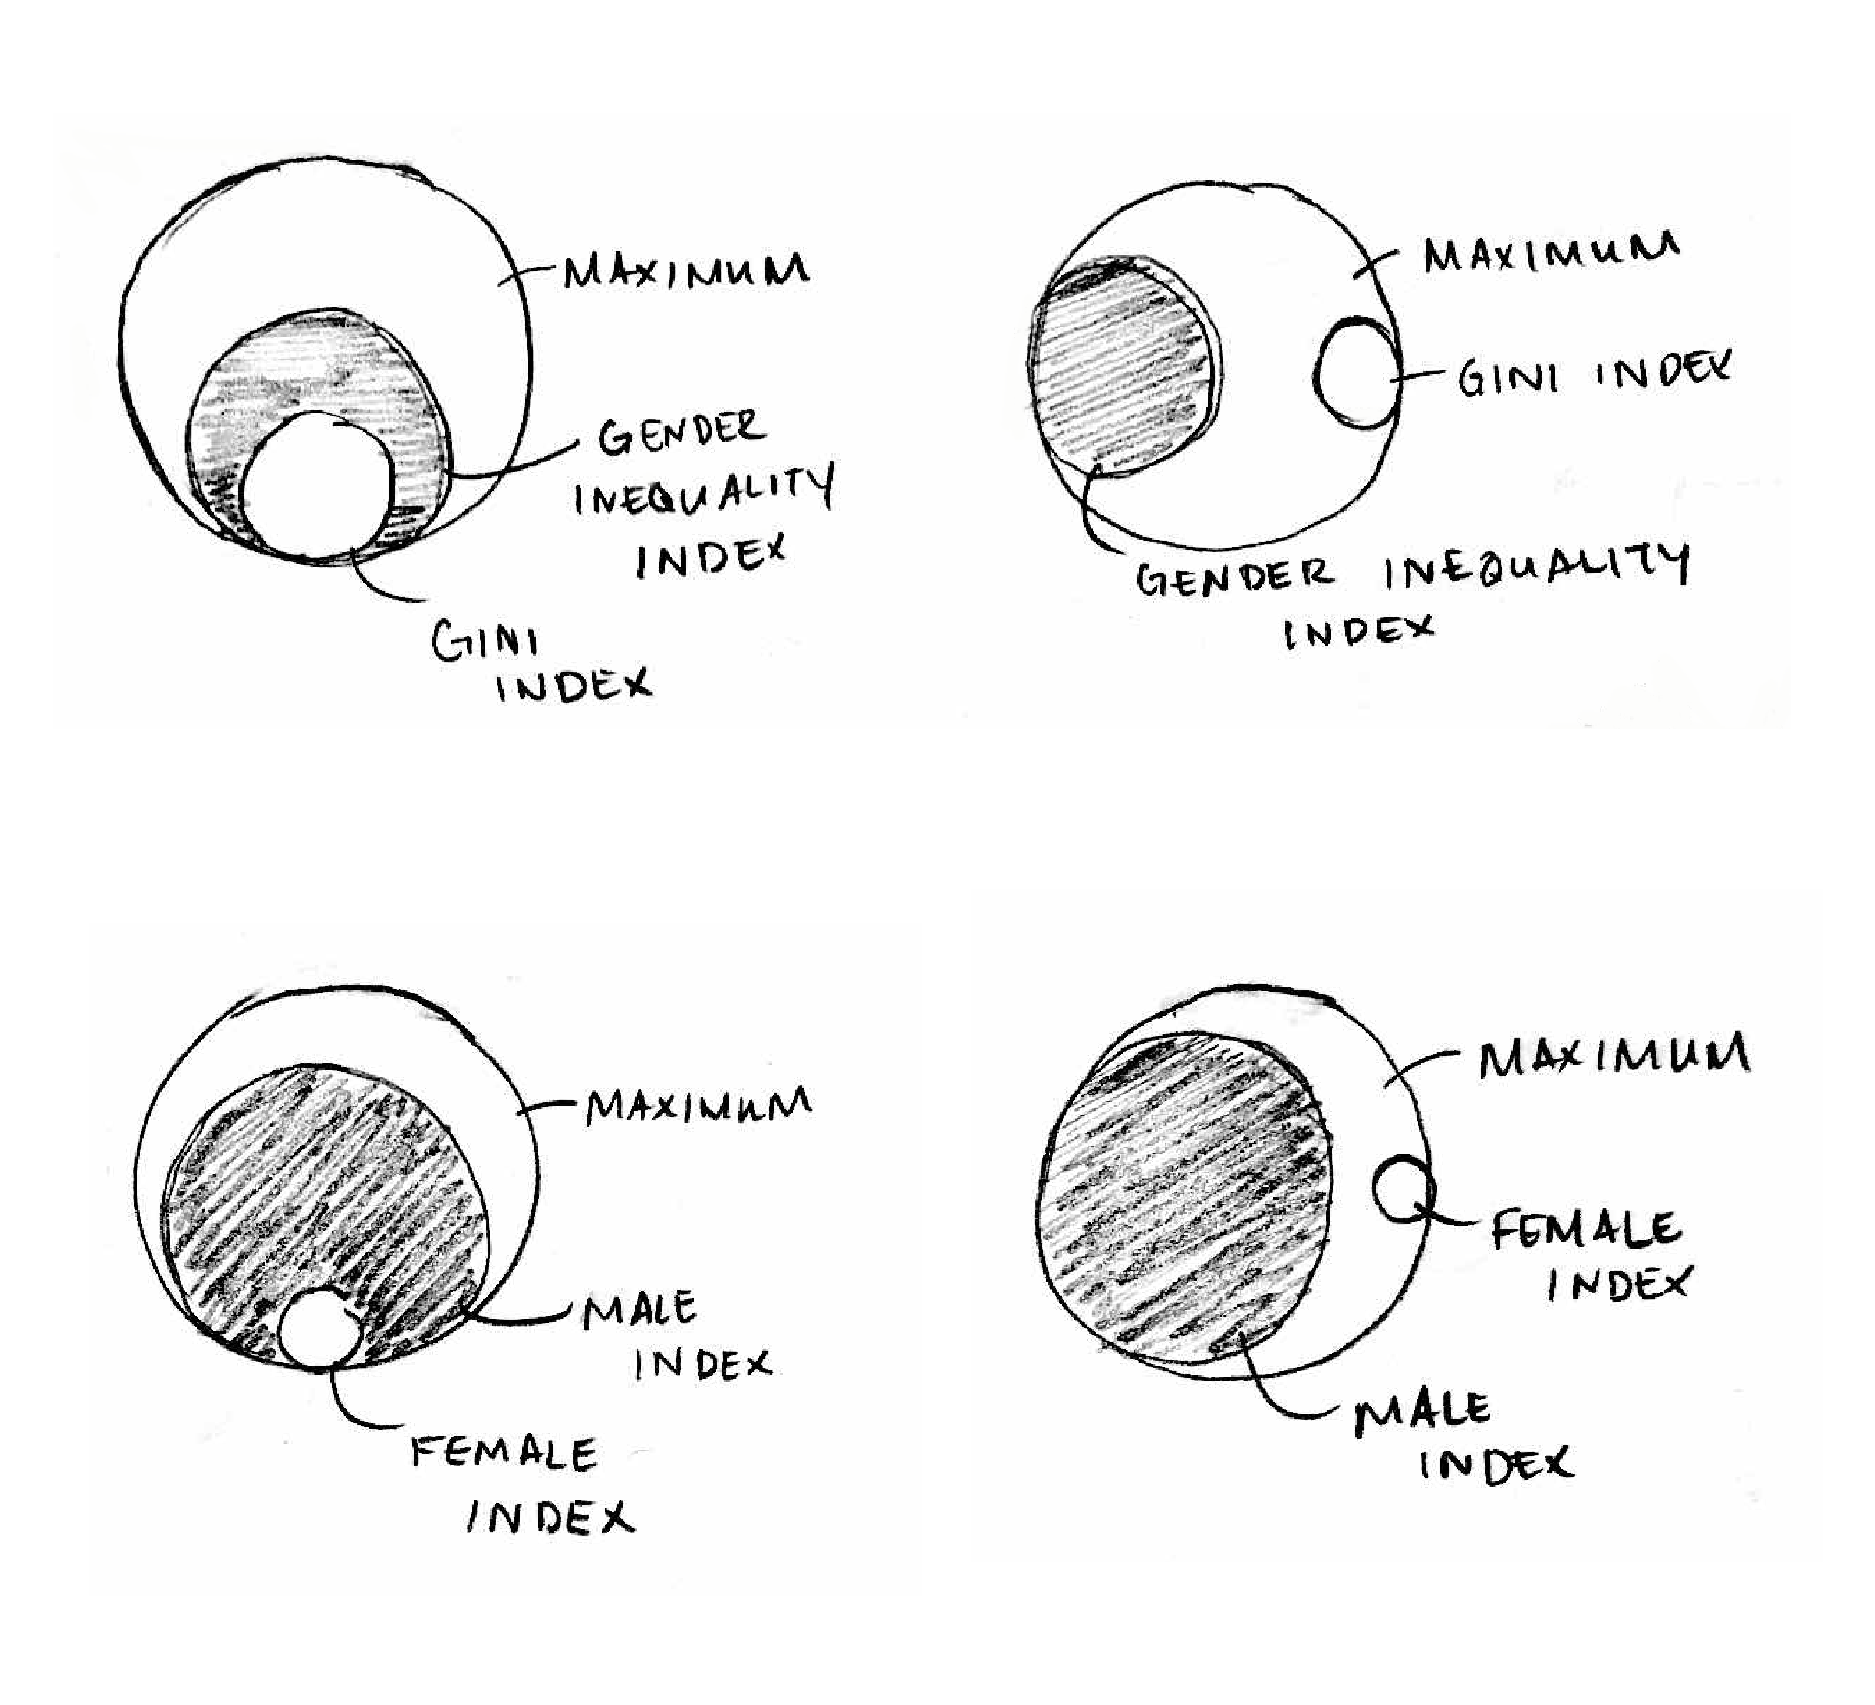 MAXIMUM
GENDER
INEQUALITY
INDEX
GINI
INDEX
MAXIMUM
GINI INDEX
GENDER INEQUALITY
INDEX
MAXIMUM
MALE
INDEX
FEMALE
INDEX
MAXIMUM
FEMALE
INDEX
MALE
INDEX